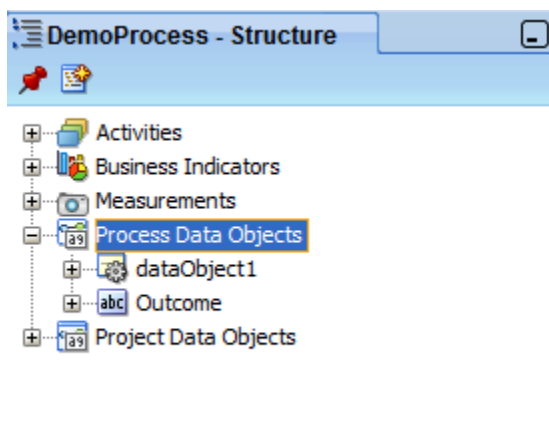 DemoProcess - Structure
Activities
Business Indicators
Measurements
Process Data Objects
dataObject1
abc Outcome
Project Data Objects